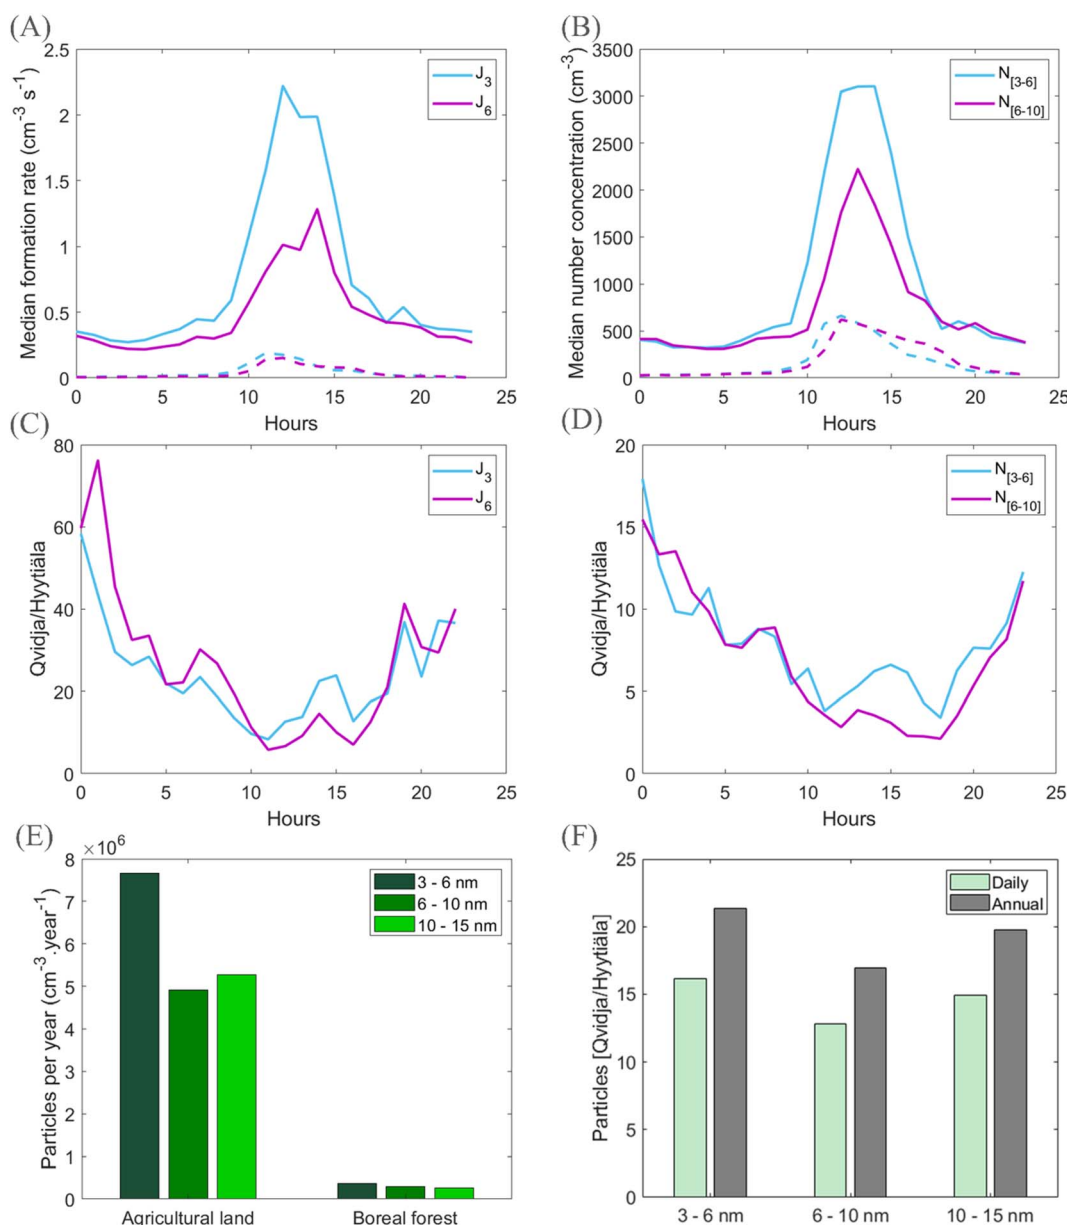 (A)
Median formation rate (cm⁻³ s⁻¹)
2.5
2
1.5
1
0.5
0
J₃
J₆
0 5 10 15 20 25
Hours
(B)
Median number concentration (cm⁻³)
3500
3000
2500
2000
1500
1000
500
0
N[3-6]
N[6-10]
0 5 10 15 20 25
Hours
(C)
Qvidja/Hyytiäla
80
60
40
20
0
J₃
J₆
0 5 10 15 20 25
Hours
(D)
Qvidja/Hyytiäla
20
15
10
5
0
N[3-6]
N[6-10]
0 5 10 15 20 25
Hours
(E)
×10⁶
Particles per year (cm⁻³.year⁻¹)
8
7
6
5
4
3
2
1
0
3 - 6 nm
6 - 10 nm
10 - 15 nm
Agricultural land Boreal forest
(F)
Particles [Qvidja/Hyytiäla]
25
20
15
10
5
0
Daily
Annual
3 - 6 nm 6 - 10 nm 10 - 15 nm